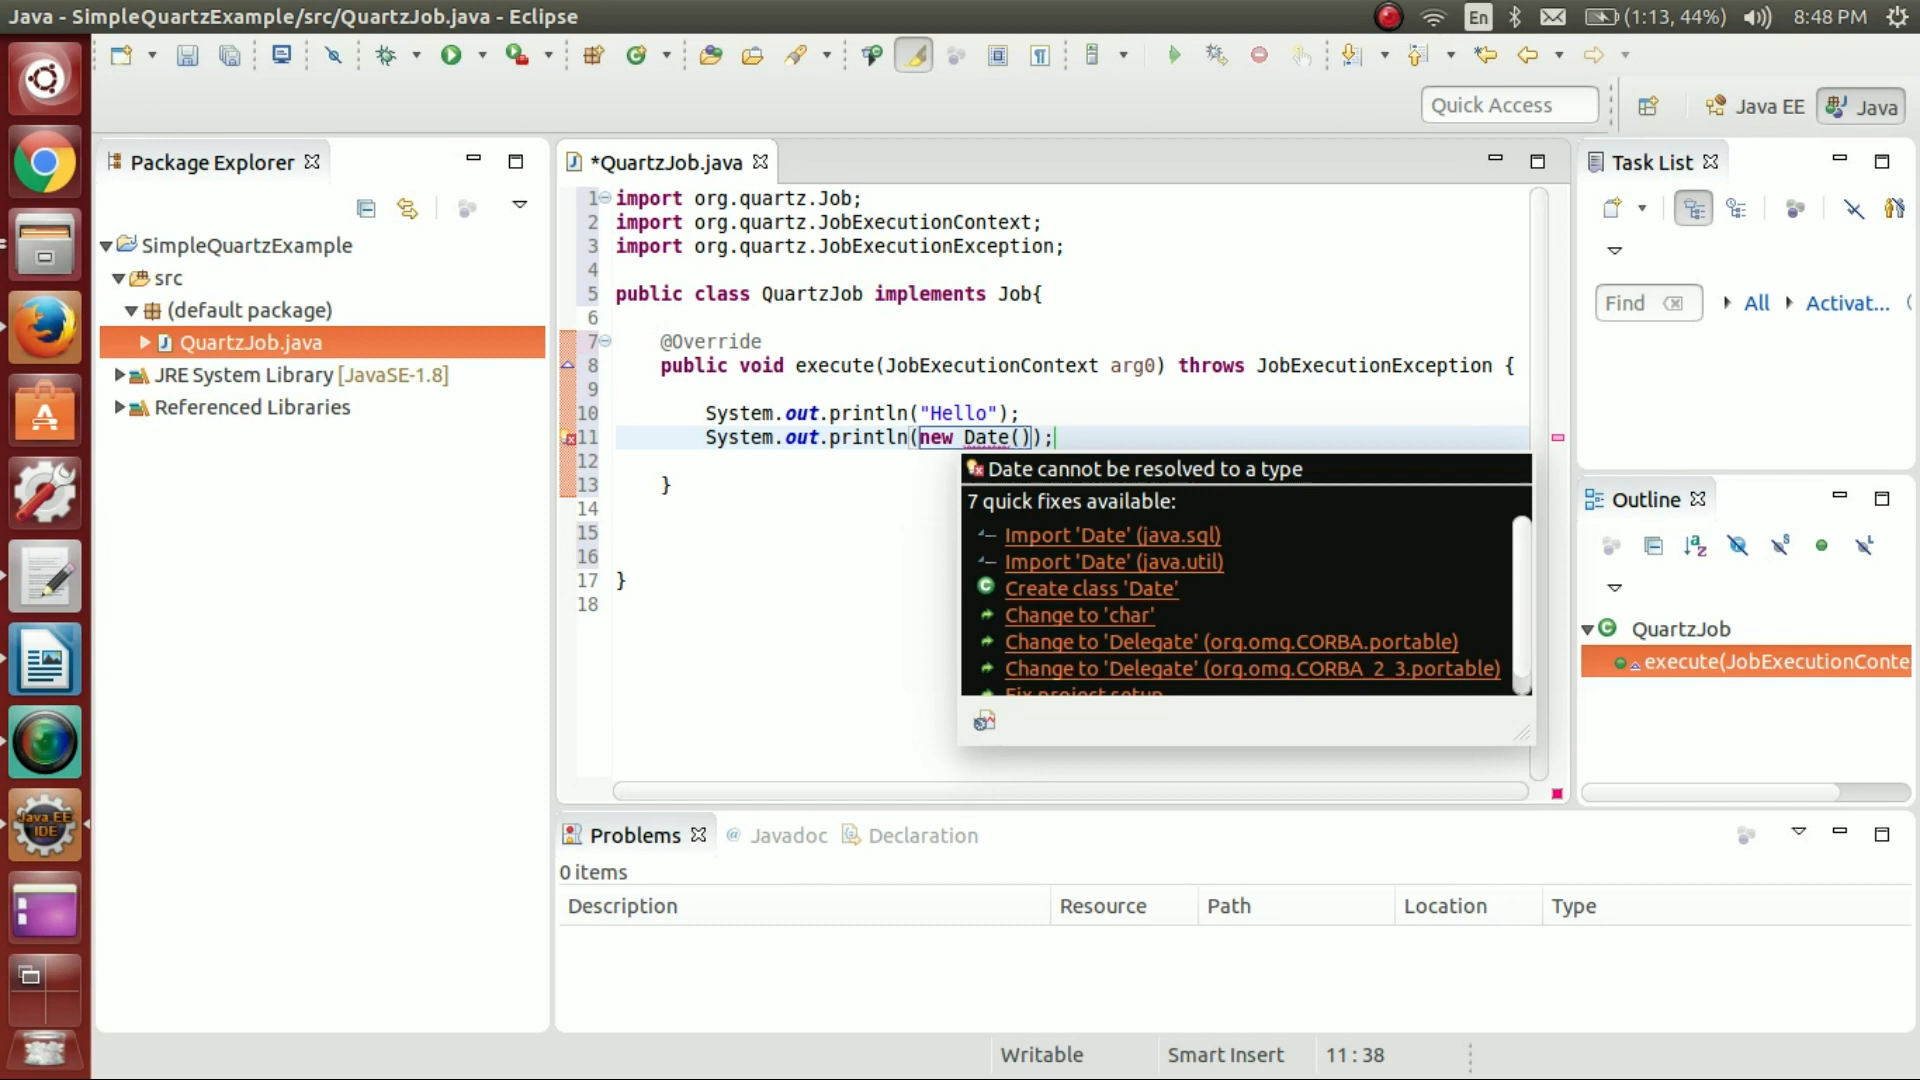 Java - SimpleQuartzExample/src/QuartzJob.java - Eclipse
En
(1:13, 44%)
8:48 PM
Quick Access
Java EE
Java
Package Explorer
SimpleQuartzExample
src
(default package)
QuartzJob.java
JRE System Library [JavaSE-1.8]
Referenced Libraries
*QuartzJob.java
1 import org.quartz.Job;
2 import org.quartz.JobExecutionContext;
3 import org.quartz.JobExecutionException;
4
5 public class QuartzJob implements Job{
6
7 @Override
8 public void execute(JobExecutionContext arg0) throws JobExecutionException {
9
10 System.out.println("Hello");
11 System.out.println(new Date());
12
13 }
14
15
16
17 }
18
Date cannot be resolved to a type
7 quick fixes available:
Import 'Date' (java.sql)
Import 'Date' (java.util)
Create class 'Date'
Change to 'char'
Change to 'Delegate' (org.omg.CORBA.portable)
Change to 'Delegate' (org.omg.CORBA_2_3.portable)
Fix project setup
Task List
Find
All
Activat...
Outline
QuartzJob
execute(JobExecutionConte
Problems
@ Javadoc
Declaration
0 items
Description
Resource
Path
Location
Type
Java EE
IDE
Writable
Smart Insert
11 : 38